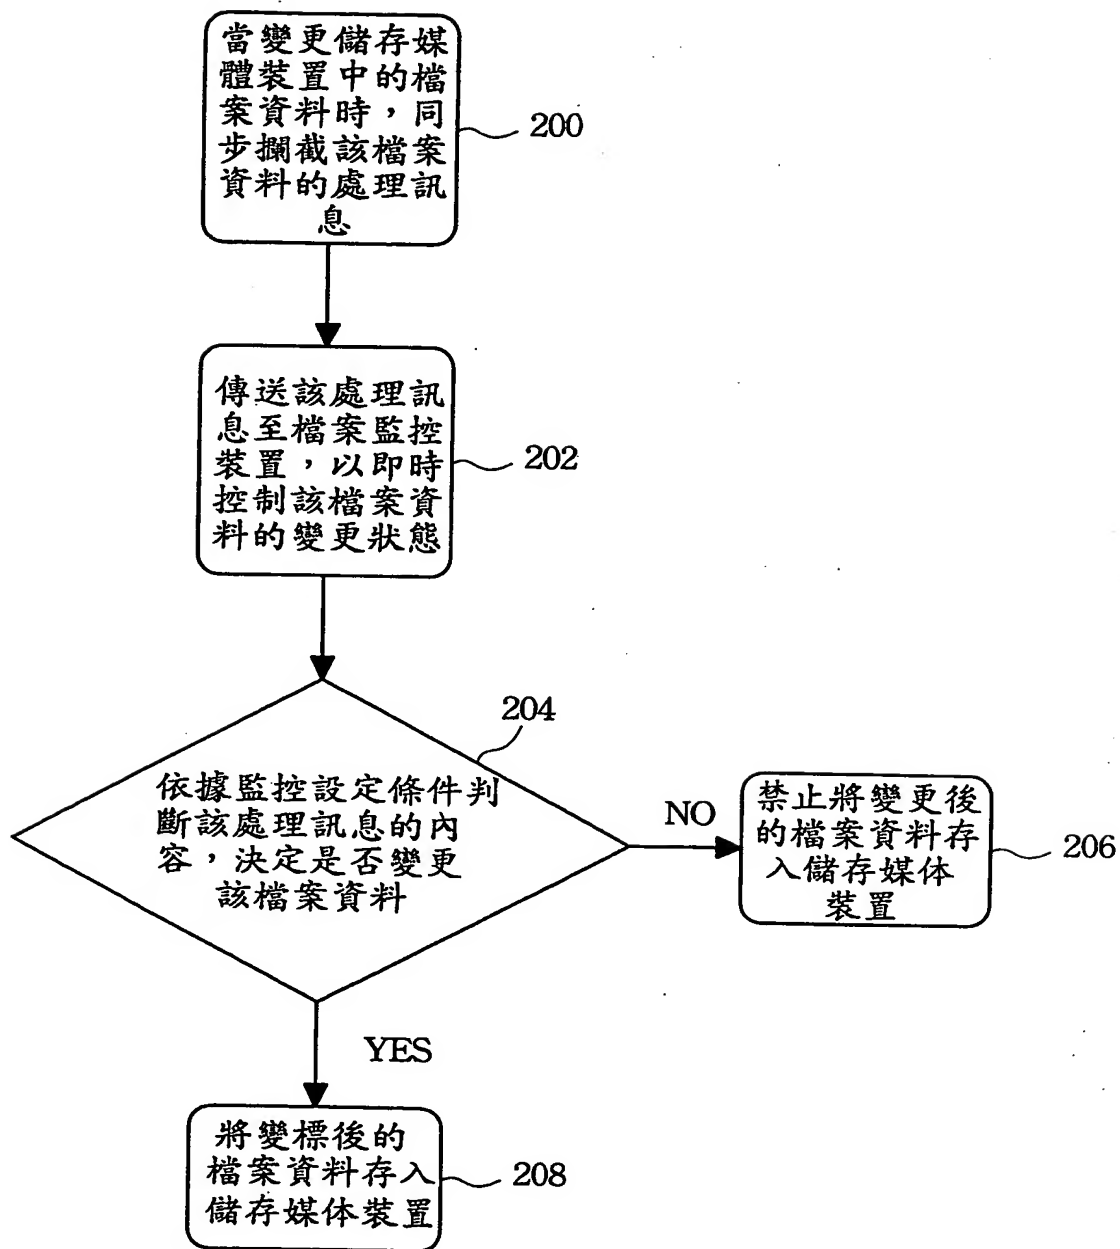 當變更儲存媒
體裝置中的檔
案資料時，同
步攔截該檔案
資料的處理訊
息
200
傳送該處理訊
息至檔案監控
裝置，以即時
控制該檔案資
料的變更狀態
202
204
依據監控設定條件判
斷該處理訊息的內
容，決定是否變更
該檔案資料
NO
禁止將變更後
的檔案資料存
入儲存媒体
裝置
206
YES
將變標後的
檔案資料存入
儲存媒体裝置
208